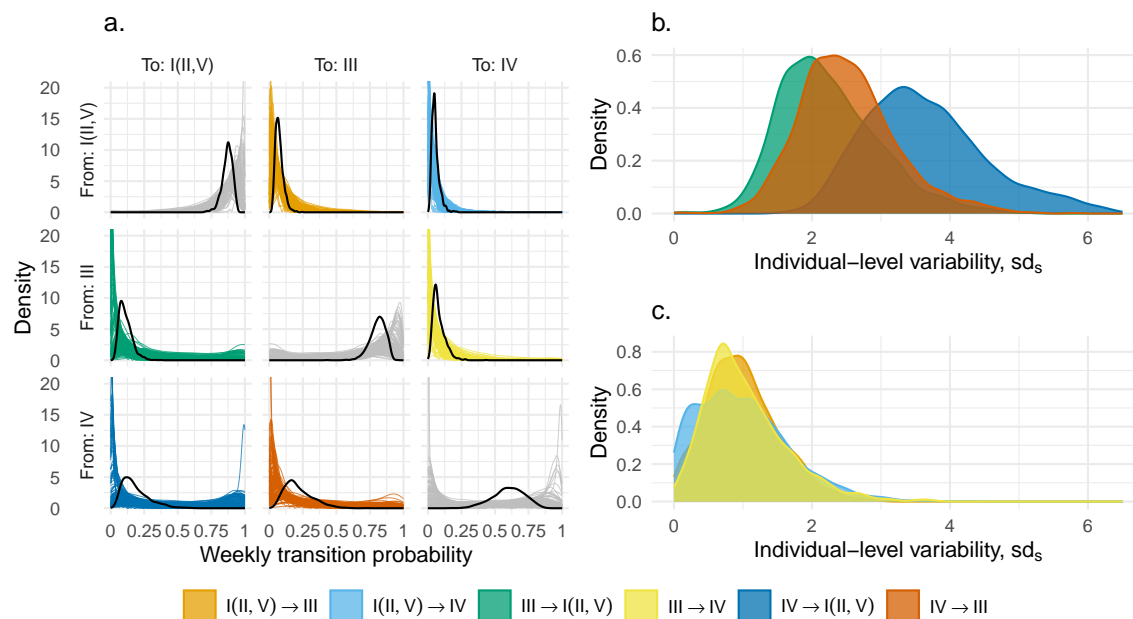 a.
To: I(II,V)
To: III
To: IV
From: I(II,V)
20
15
10
5
0
From: III
20
15
10
5
0
From: IV
20
15
10
5
0
Density
0 0.25 0.50 0.75 1
0 0.25 0.50 0.75 1
0 0.25 0.50 0.75 1
Weekly transition probability
b.
Density
0.6
0.4
0.2
0.0
0 2 4 6
Individual−level variability, sds
c.
Density
0.8
0.6
0.4
0.2
0.0
0 2 4 6
Individual−level variability, sds
I(II, V) → III
I(II, V) → IV
III → I(II, V)
III → IV
IV → I(II, V)
IV → III